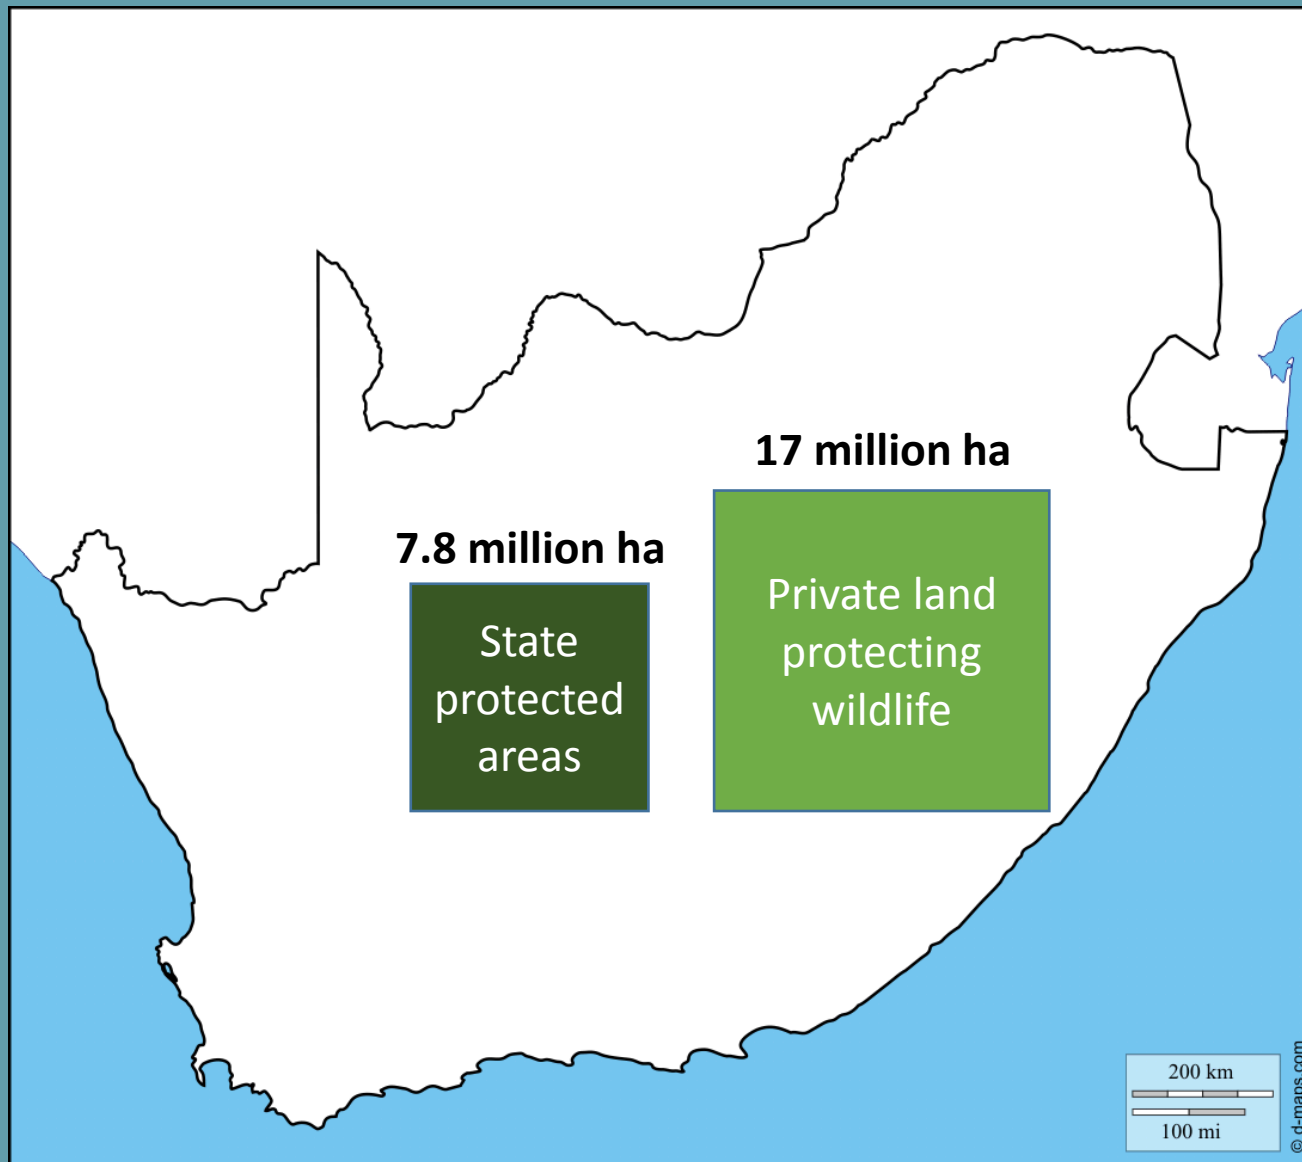 17 million ha
7.8 million ha
State
protected
areas
Private land
protecting
wildlife
200 km
100 mi
© d-maps.com